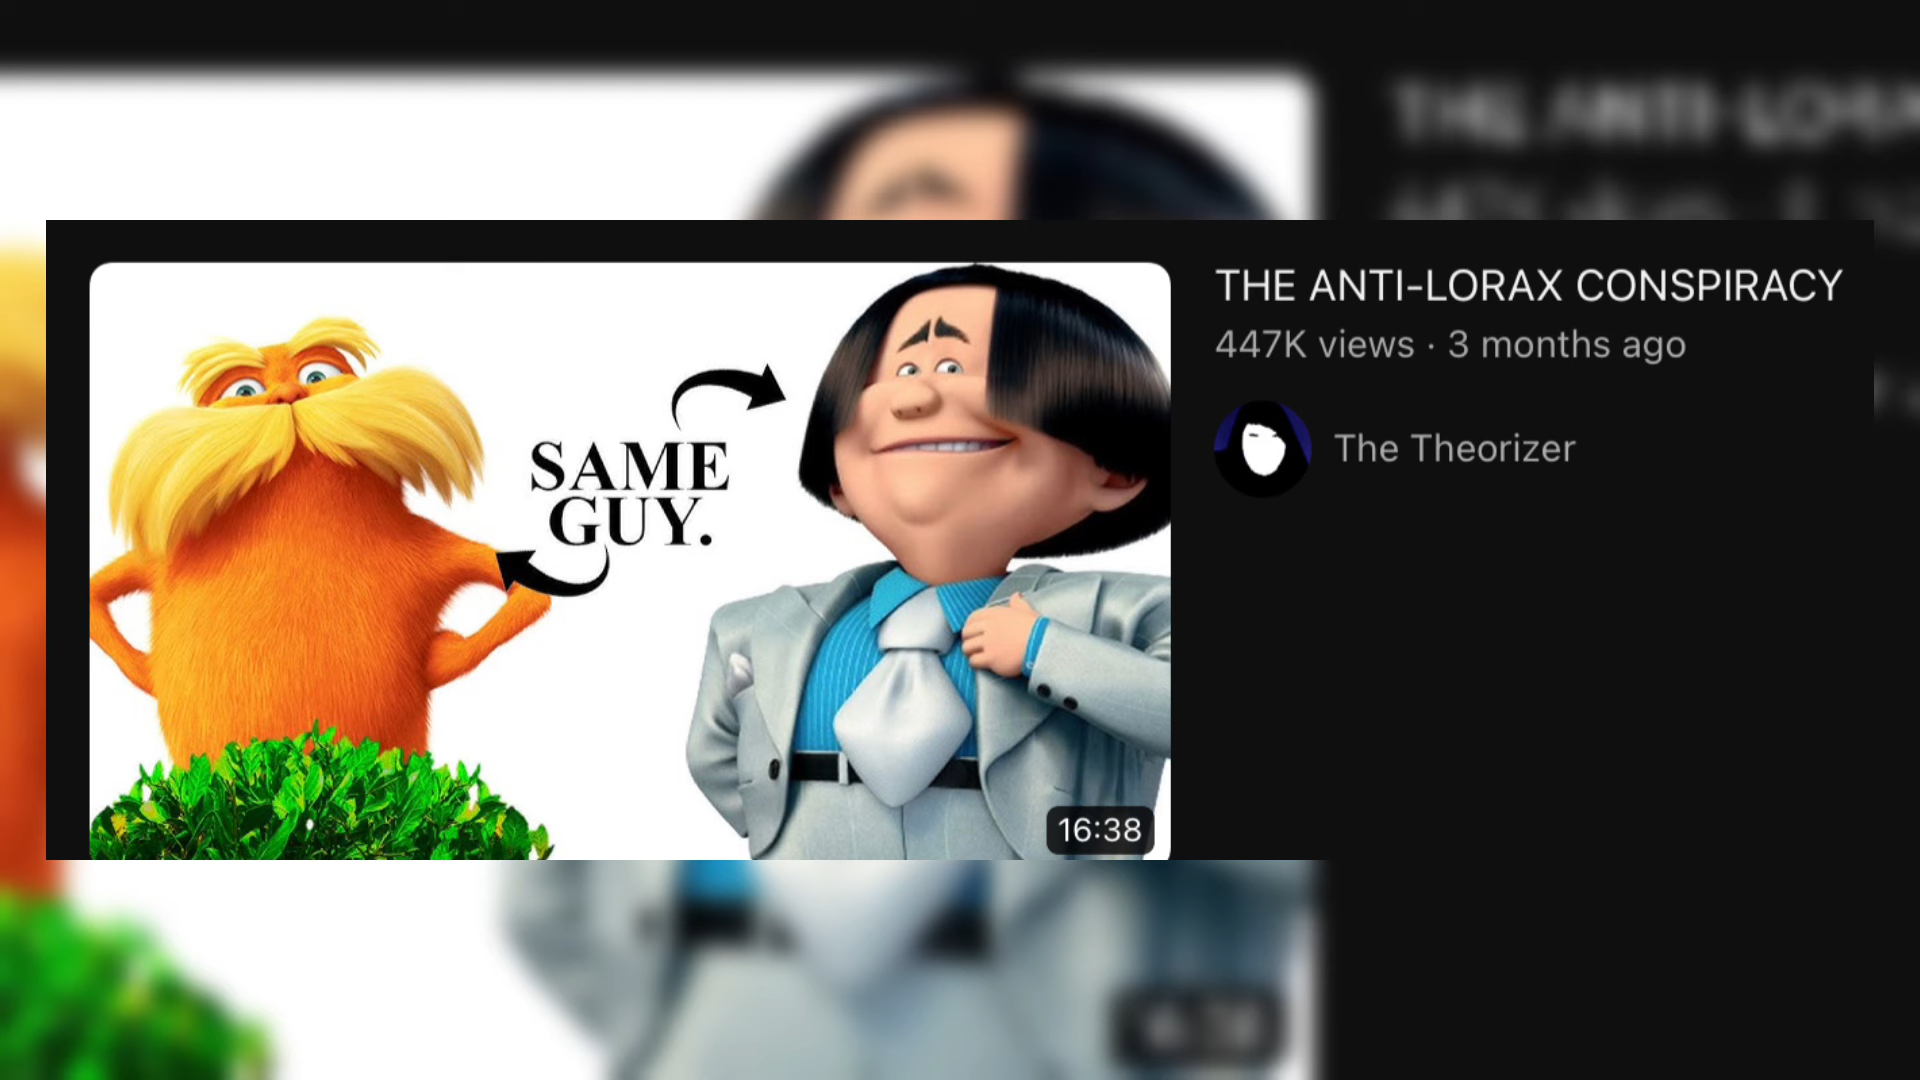 THE ANTI-LORAX CONSPIRACY
447K views · 3 months ago
The Theorizer
SAME
GUY.
16:38